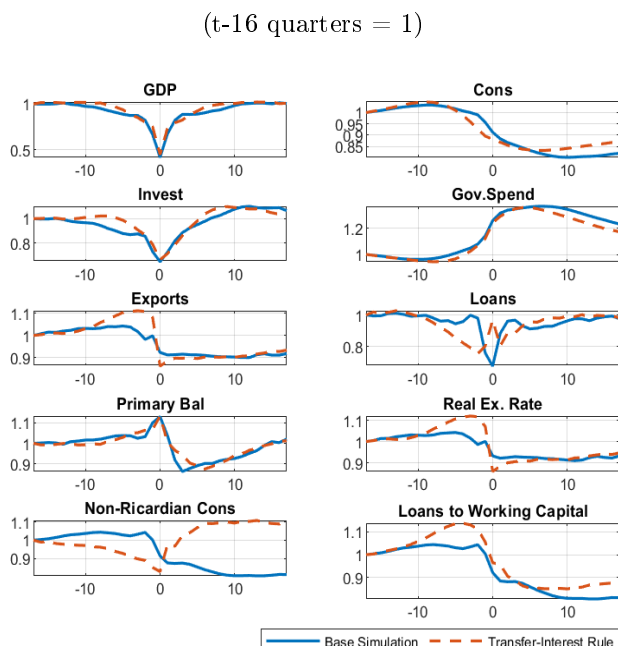 (t-16 quarters = 1)
GDP
Cons
1
0.5
1
0.95
0.9
0.85
-10 0 10
-10 0 10
Invest
Gov.Spend
1
0.8
1.2
1
-10 0 10
-10 0 10
Exports
Loans
1.1
1
0.9
1
0.8
-10 0 10
-10 0 10
Primary Bal
Real Ex. Rate
1.1
1
0.9
1.1
1
0.9
-10 0 10
-10 0 10
Non-Ricardian Cons
Loans to Working Capital
1.1
1
0.9
1.1
1
0.9
-10 0 10
-10 0 10
Base Simulation Transfer-Interest Rule